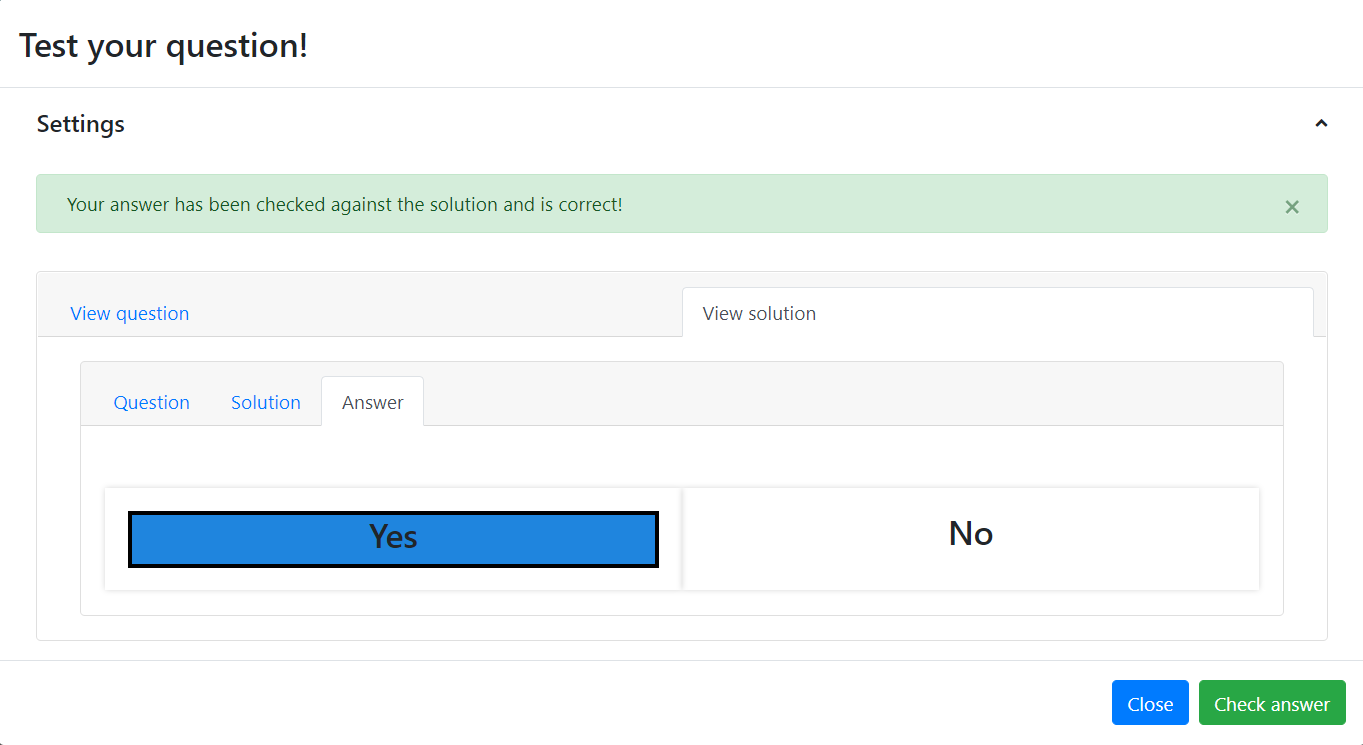 Test your question!
Settings
Your answer has been checked against the solution and is correct!
×
View question
View solution
Question
Solution
Answer
Yes
No
Close
Check answer